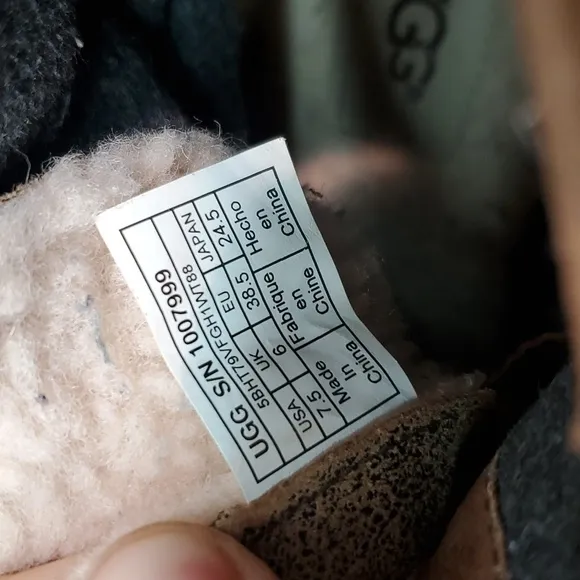 UGG S/N 1007999
5BHT79VFGH1WT88
USA UK EU JAPAN
7.5 6 38.5 24.5
Made In China
Fabrique en Chine
Hecho en China
UGG